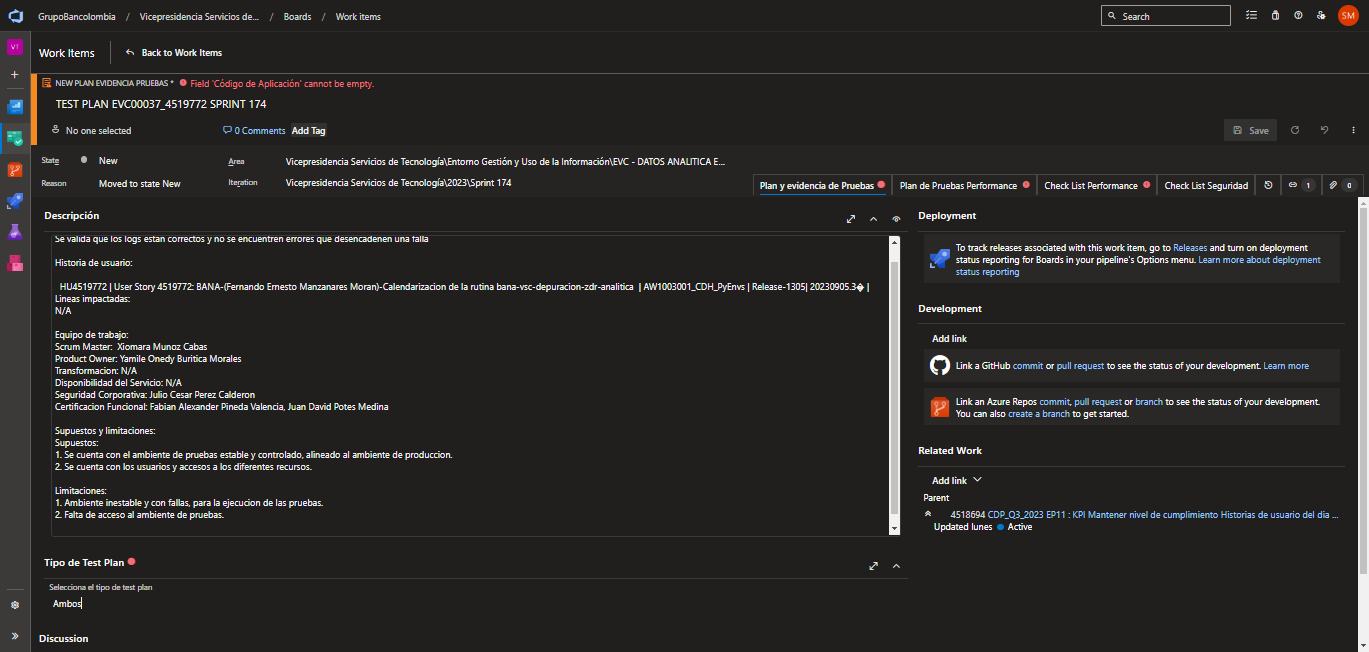 GrupoBancolombia / Vicepresidencia Servicios de... / Boards / Work items
Search
SM
VT
Work Items
Back to Work Items
NEW PLAN EVIDENCIA PRUEBAS * Field 'Código de Aplicación' cannot be empty.
TEST PLAN EVC00037_4519772 SPRINT 174
No one selected
0 Comments
Add Tag
Save
State
New
Area
Vicepresidencia Servicios de Tecnología\Entorno Gestión y Uso de la Información\EVC - DATOS ANALITICA E...
Reason
Moved to state New
Iteration
Vicepresidencia Servicios de Tecnología\2023\Sprint 174
Plan y evidencia de Pruebas
Plan de Pruebas Performance
Check List Performance
Check List Seguridad
1
0
Descripción
Se valida que los logs estan correctos y no se encuentren errores que desencadenen una falla
Historia de usuario:
HU4519772 | User Story 4519772: BANA-(Fernando Ernesto Manzanares Moran)-Calendarizacion de la rutina bana-vsc-depuracion-zdr-analitica | AW1003001_CDH_PyEnvs | Release-1305| 20230905.3� |
Lineas impactadas:
N/A
Equipo de trabajo:
Scrum Master: Xiomara Munoz Cabas
Product Owner: Yamile Onedy Buritica Morales
Transformacion: N/A
Disponibilidad del Servicio: N/A
Seguridad Corporativa: Julio Cesar Perez Calderon
Certificacion Funcional: Fabian Alexander Pineda Valencia, Juan David Potes Medina
Supuestos y limitaciones:
Supuestos:
1. Se cuenta con el ambiente de pruebas estable y controlado, alineado al ambiente de produccion.
2. Se cuenta con los usuarios y accesos a los diferentes recursos.
Limitaciones:
1. Ambiente inestable y con fallas, para la ejecucion de las pruebas.
2. Falta de acceso al ambiente de pruebas.
Tipo de Test Plan
Selecciona el tipo de test plan
Ambos
Discussion
Deployment
To track releases associated with this work item, go to Releases and turn on deployment
status reporting for Boards in your pipeline's Options menu. Learn more about deployment
status reporting
Development
Add link
Link a GitHub commit or pull request to see the status of your development. Learn more
Link an Azure Repos commit, pull request or branch to see the status of your development.
You can also create a branch to get started.
Related Work
Add link
Parent
4518694 CDP_Q3_2023 EP11 : KPI Mantener nivel de cumplimiento Historias de usuario del día ...
Updated lunes Active